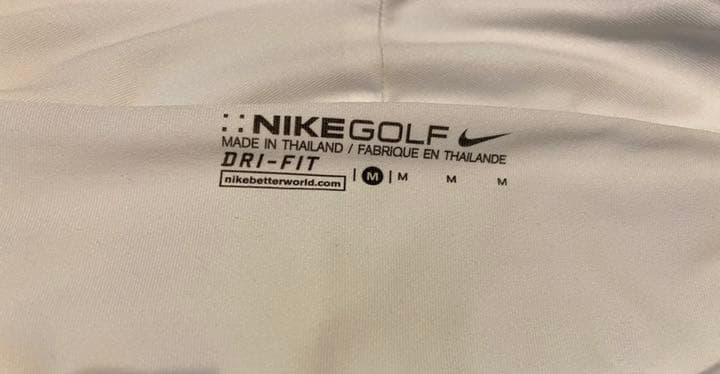 NIKEGOLF
MADE IN THAILAND / FABRIQUE EN THAILANDE
DRI-FIT
nikebetterworld.com | M | M M M